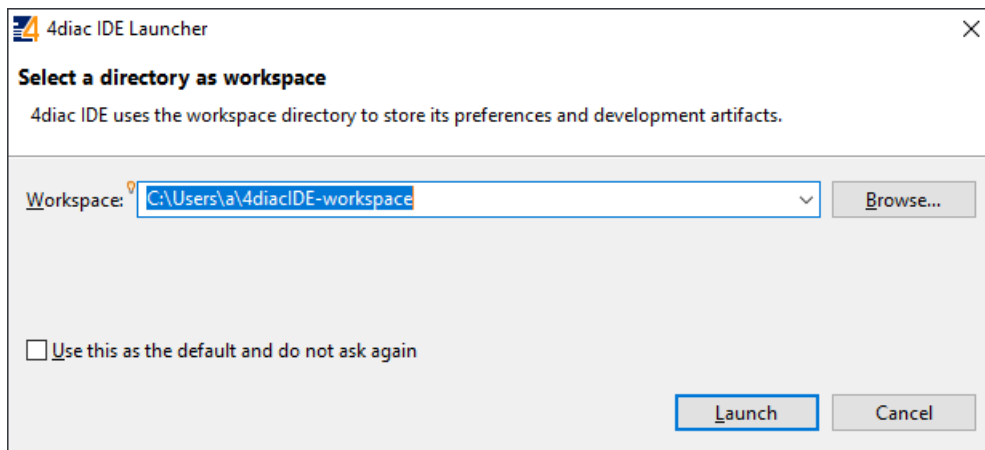 4diac IDE Launcher
Select a directory as workspace
4diac IDE uses the workspace directory to store its preferences and development artifacts.
Workspace: C:\Users\a\4diacIDE-workspace Browse...
Use this as the default and do not ask again
Launch Cancel